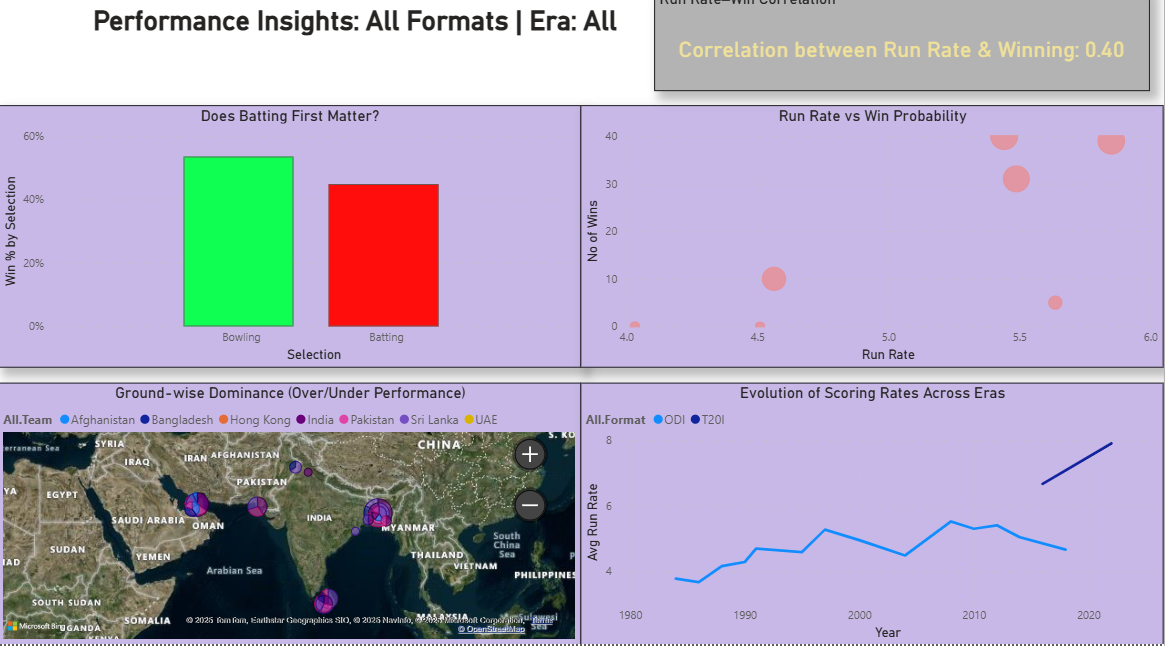 Run Rate–Win Correlation
Performance Insights: All Formats | Era: All
Correlation between Run Rate & Winning: 0.40
Does Batting First Matter?
60%
40%
20%
0%
Win % by Selection
Bowling
Batting
Selection
Run Rate vs Win Probability
40
30
20
10
0
No of Wins
4.0
4.5
5.0
5.5
6.0
Run Rate
Ground-wise Dominance (Over/Under Performance)
All.Team Afghanistan Bangladesh Hong Kong India Pakistan Sri Lanka UAE
CHINA
S. KO
SYRIA
IRAQ
IRAN
AFGHANISTAN
PAKISTAN
EGYPT
SAUDI ARABIA
OMAN
INDIA
MYANMAR
SUDAN
YEMEN
Arabian Sea
THAILAND
VIETNAM
South
China
Sea
PHILIPPINES
SOUTH SUDAN
SOMALIA
UGANDA
KENYA
MALAYSIA
Microsoft Bing
© 2025 TomTom, Earthstar Geographics SIO, © 2025 NavInfo, © 2025 Microsoft Corporation, Terms
© OpenStreetMap
Evolution of Scoring Rates Across Eras
All.Format ODI T20I
8
6
4
Avg Run Rate
1980
1990
2000
2010
2020
Year